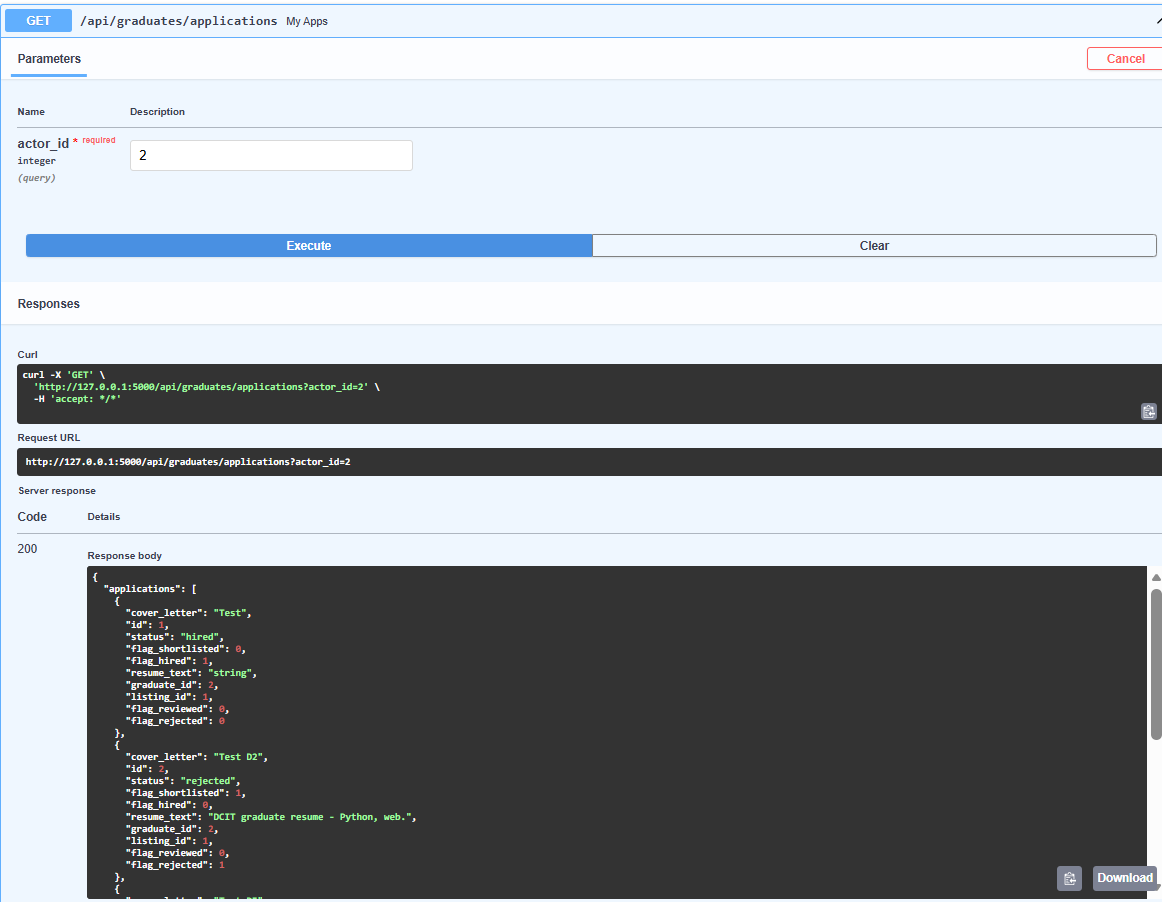 GET /api/graduates/applications My Apps
Parameters
Cancel
Name Description
actor_id * required
integer
(query)
2
Execute Clear
Responses
Curl
curl -X 'GET' \
'http://127.0.0.1:5000/api/graduates/applications?actor_id=2' \
-H 'accept: */*'
Request URL
http://127.0.0.1:5000/api/graduates/applications?actor_id=2
Server response
Code Details
200
Response body
{
"applications": [
{
"cover_letter": "Test",
"id": 1,
"status": "hired",
"flag_shortlisted": 0,
"flag_hired": 1,
"resume_text": "string",
"graduate_id": 2,
"listing_id": 1,
"flag_reviewed": 0,
"flag_rejected": 0
},
{
"cover_letter": "Test D2",
"id": 2,
"status": "rejected",
"flag_shortlisted": 1,
"flag_hired": 0,
"resume_text": "DCIT graduate resume - Python, web.",
"graduate_id": 2,
"listing_id": 1,
"flag_reviewed": 0,
"flag_rejected": 1
},
{
Download